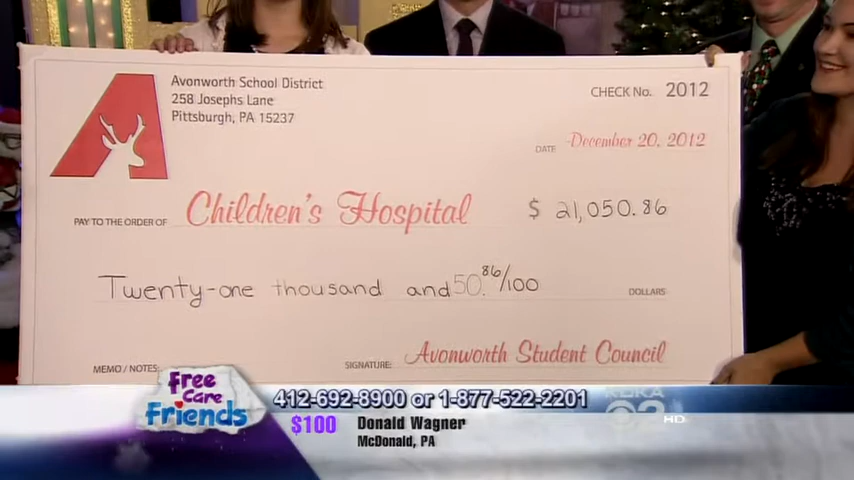 Avonworth School District
258 Josephs Lane
Pittsburgh, PA 15237
CHECK No. 2012
DATE December 20, 2012
PAY TO THE ORDER OF Children's Hospital $ 21,050.86
Twenty-one thousand and 50. 86/100 DOLLARS
MEMO / NOTES:
SIGNATURE: Avonworth Student Council
Free
Care
Friends
412-692-8900 or 1-877-522-2201
$100 Donald Wagner
McDonald, PA
KDKA
2 HD